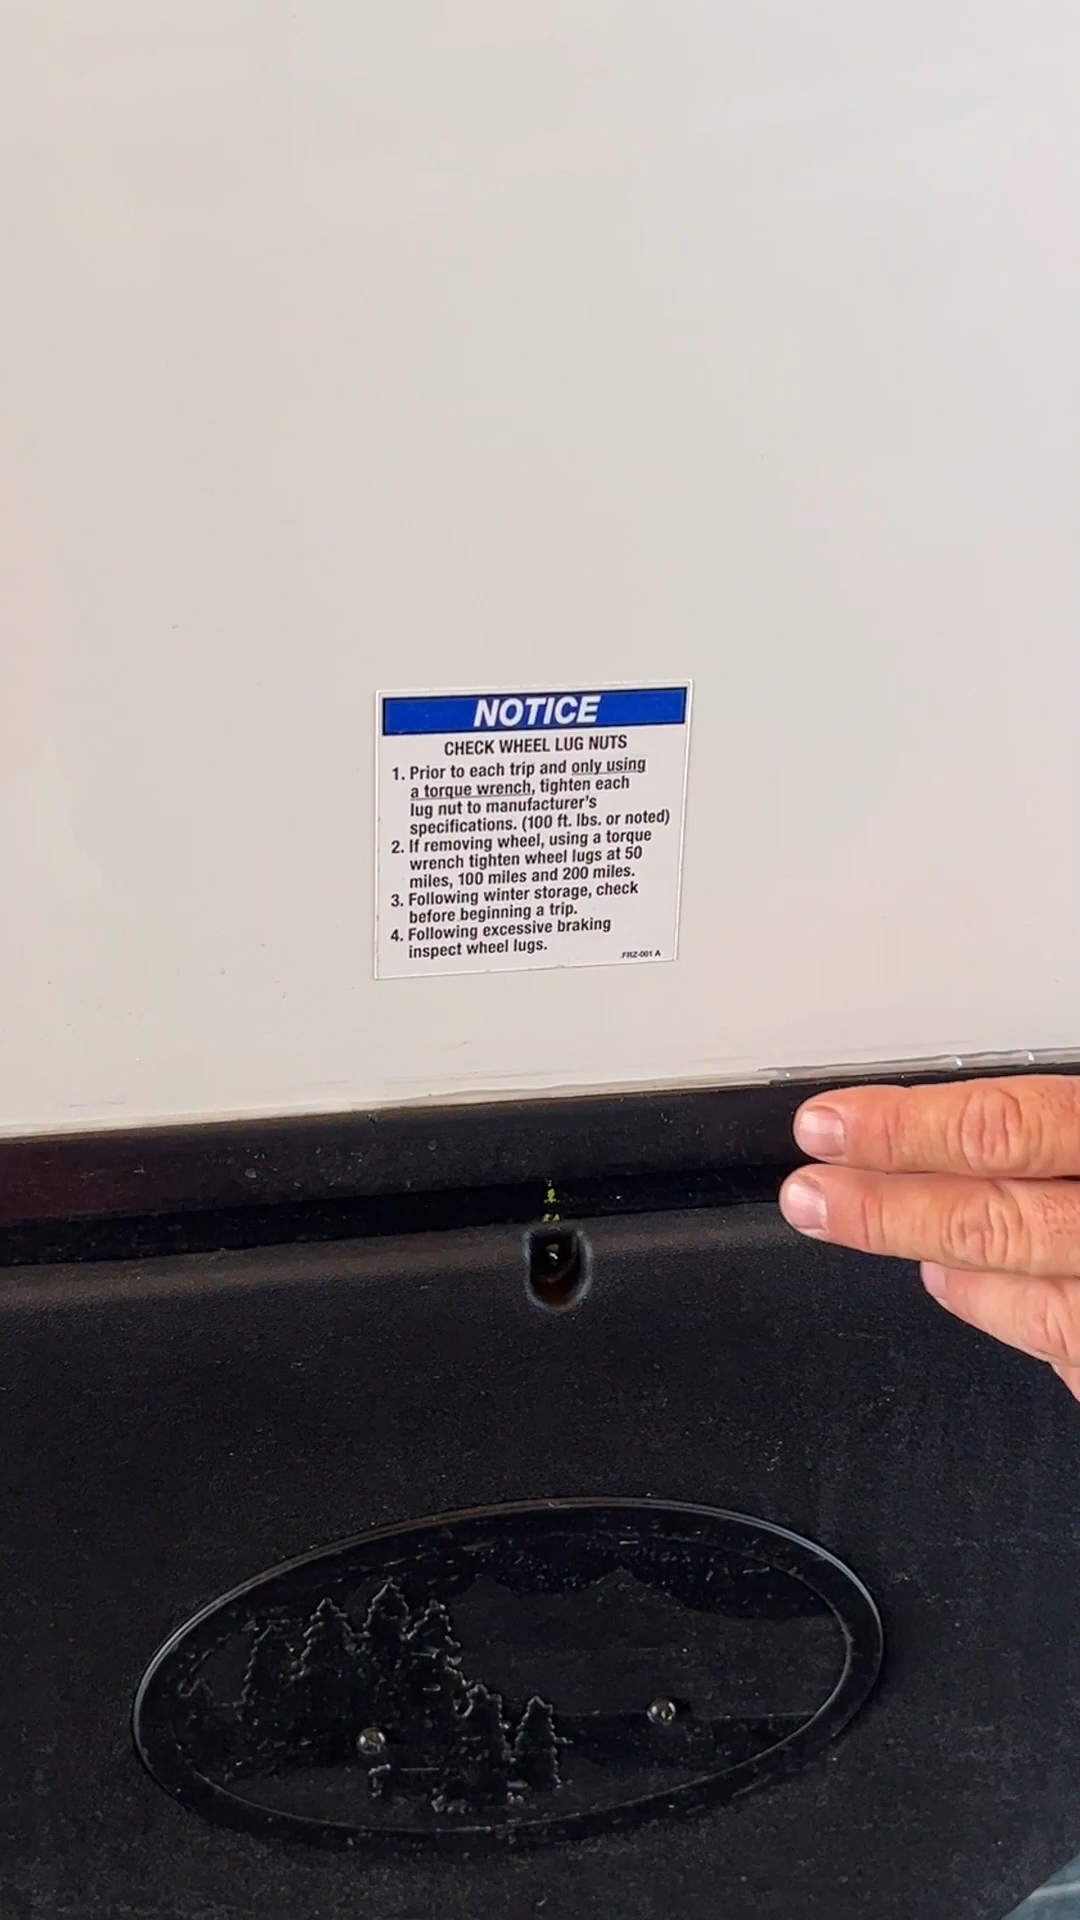 NOTICE
CHECK WHEEL LUG NUTS
1. Prior to each trip and only using
a torque wrench, tighten each
lug nut to manufacturer's
specifications. (100 ft. lbs. or noted)
2. If removing wheel, using a torque
wrench tighten wheel lugs at 50
miles, 100 miles and 200 miles.
3. Following winter storage, check
before beginning a trip.
4. Following excessive braking
inspect wheel lugs.
FRZ-001 A